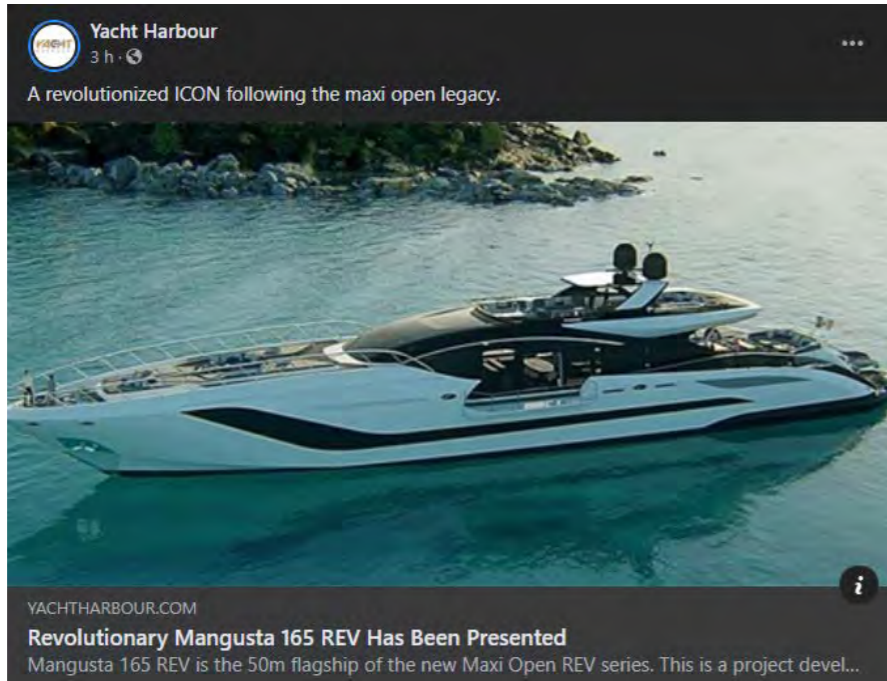 Yacht Harbour
3 h ·
A revolutionized ICON following the maxi open legacy.
YACHTHARBOUR.COM
Revolutionary Mangusta 165 REV Has Been Presented
Mangusta 165 REV is the 50m flagship of the new Maxi Open REV series. This is a project devel...